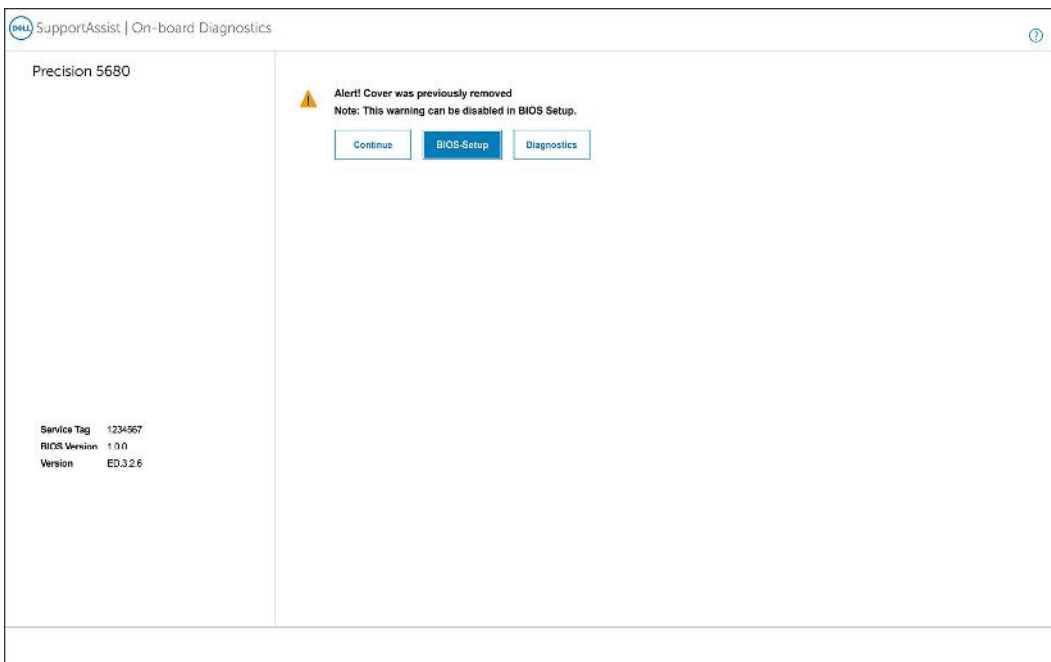 DELL SupportAssist | On-board Diagnostics
?
Precision 5680
Alert! Cover was previously removed
Note: This warning can be disabled in BIOS Setup.
Continue BIOS-Setup Diagnostics
Service Tag 1234567
BIOS Version 1.0.0
Version ED.3.2.6